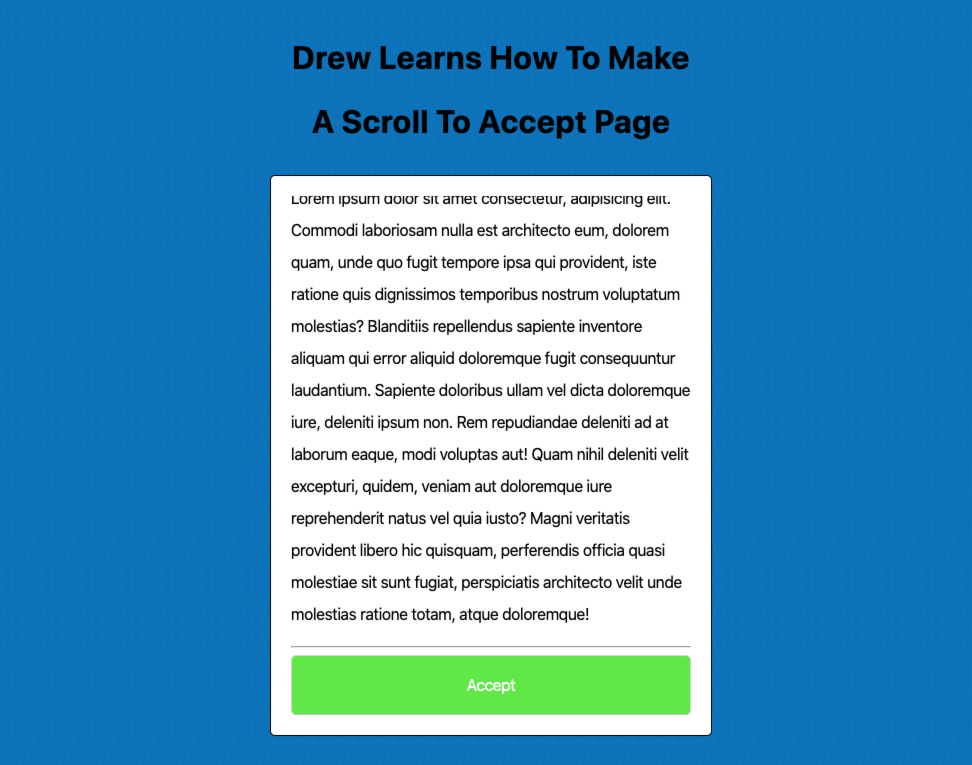 Drew Learns How To Make
A Scroll To Accept Page
Lorem ipsum dolor sit amet consectetur, adipisicing elit.
Commodi laboriosam nulla est architecto eum, dolorem
quam, unde quo fugit tempore ipsa qui provident, iste
ratione quis dignissimos temporibus nostrum voluptatum
molestias? Blanditiis repellendus sapiente inventore
aliquam qui error aliquid doloremque fugit consequuntur
laudantium. Sapiente doloribus ullam vel dicta doloremque
iure, deleniti ipsum non. Rem repudiandae deleniti ad at
laborum eaque, modi voluptas aut! Quam nihil deleniti velit
excepturi, quidem, veniam aut doloremque iure
reprehenderit natus vel quia iusto? Magni veritatis
provident libero hic quisquam, perferendis officia quasi
molestiae sit sunt fugiat, perspiciatis architecto velit unde
molestias ratione totam, atque doloremque!
Accept